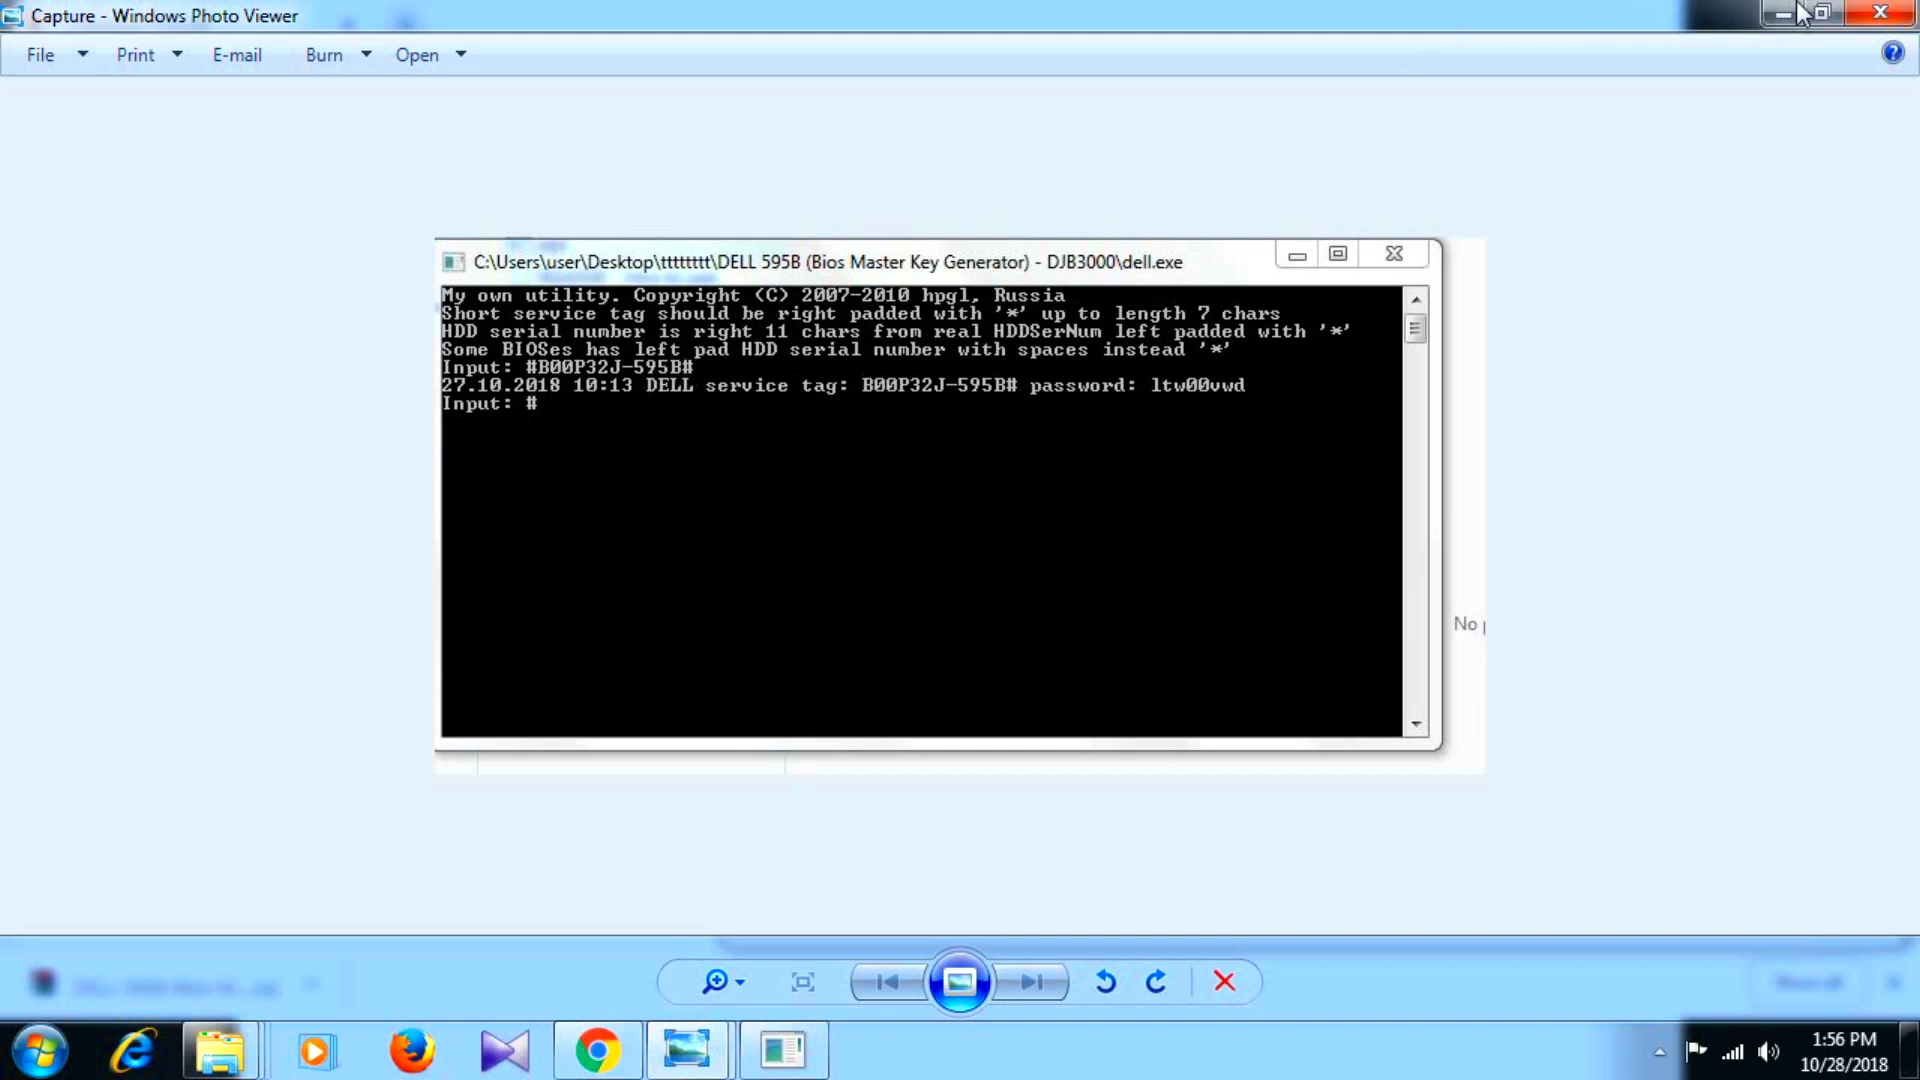 Capture - Windows Photo Viewer
File Print E-mail Burn Open
C:\Users\user\Desktop\tttttttt\DELL 595B (Bios Master Key Generator) - DJB3000\dell.exe
My own utility. Copyright (C) 2007-2010 hpgl, Russia
Short service tag should be right padded with '*' up to length 7 chars
HDD serial number is right 11 chars from real HDDSerNum left padded with '*'
Some BIOSes has left pad HDD serial number with spaces instead '*'
Input: #B00P32J-595B#
27.10.2018 10:13 DELL service tag: B00P32J-595B# password: ltw00vwd
Input: #
No
1:56 PM
10/28/2018